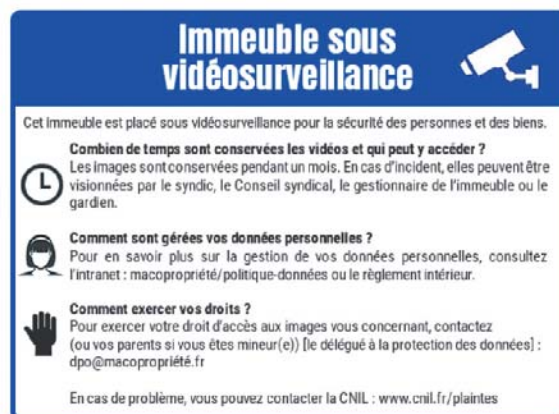 Immeuble sous
vidéosurveillance
Cet immeuble est placé sous vidéosurveillance pour la sécurité des personnes et des biens.
Combien de temps sont conservées les vidéos et qui peut y accéder ?
Les images sont conservées pendant un mois. En cas d'incident, elles peuvent être
visionnées par le syndic, le Conseil syndical, le gestionnaire de l'immeuble ou le
gardien.
Comment sont gérées vos données personnelles ?
Pour en savoir plus sur la gestion de vos données personnelles, consultez
l'intranet : macopropriété/politique-données ou le règlement intérieur.
Comment exercer vos droits ?
Pour exercer votre droit d'accès aux images vous concernant, contactez
(ou vos parents si vous êtes mineur(e)) [le délégué à la protection des données] :
dpo@macopropriété.fr
En cas de problème, vous pouvez contacter la CNIL : www.cnil.fr/plaintes